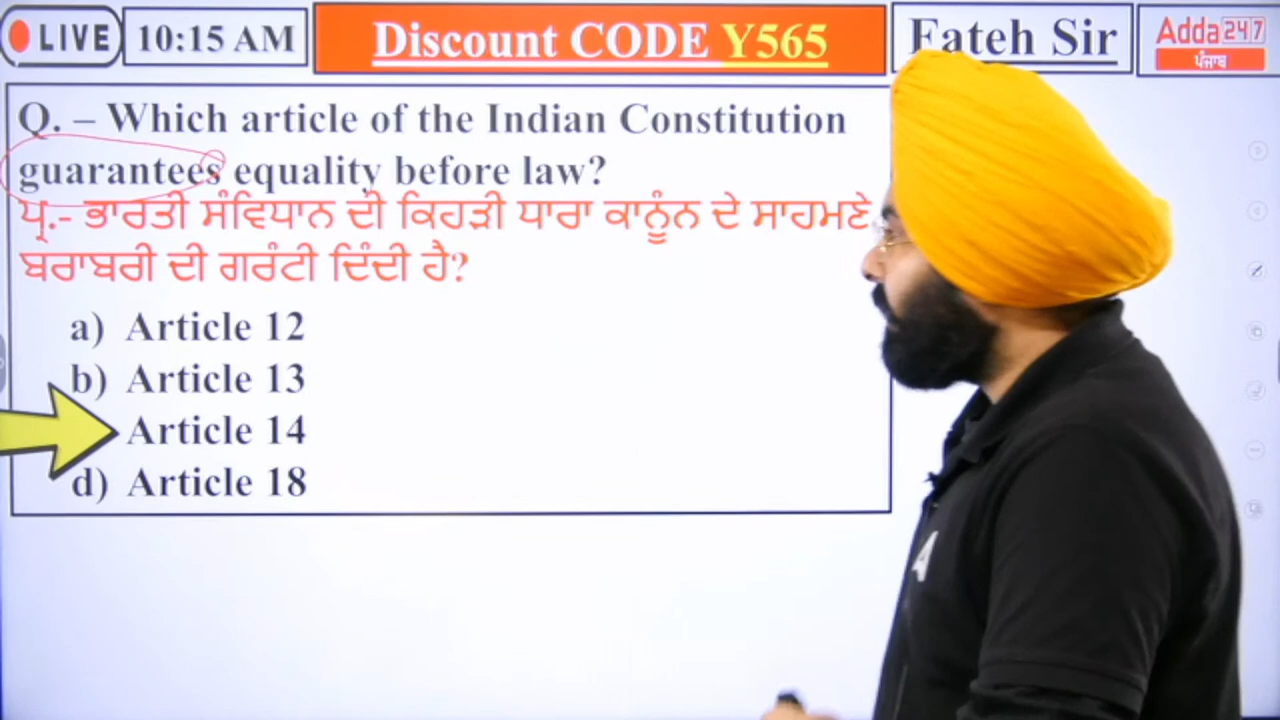 LIVE
10:15 AM
Discount CODE Y565
Fateh Sir
Adda247
ਪੰਜਾਬ
Q. – Which article of the Indian Constitution
guarantees equality before law?
ਪ੍ਰ.- ਭਾਰਤੀ ਸੰਵਿਧਾਨ ਦੀ ਕਿਹੜੀ ਧਾਰਾ ਕਾਨੂੰਨ ਦੇ ਸਾਹਮਣੇ
ਬਰਾਬਰੀ ਦੀ ਗਰੰਟੀ ਦਿੰਦੀ ਹੈ?
a) Article 12
b) Article 13
Article 14
d) Article 18